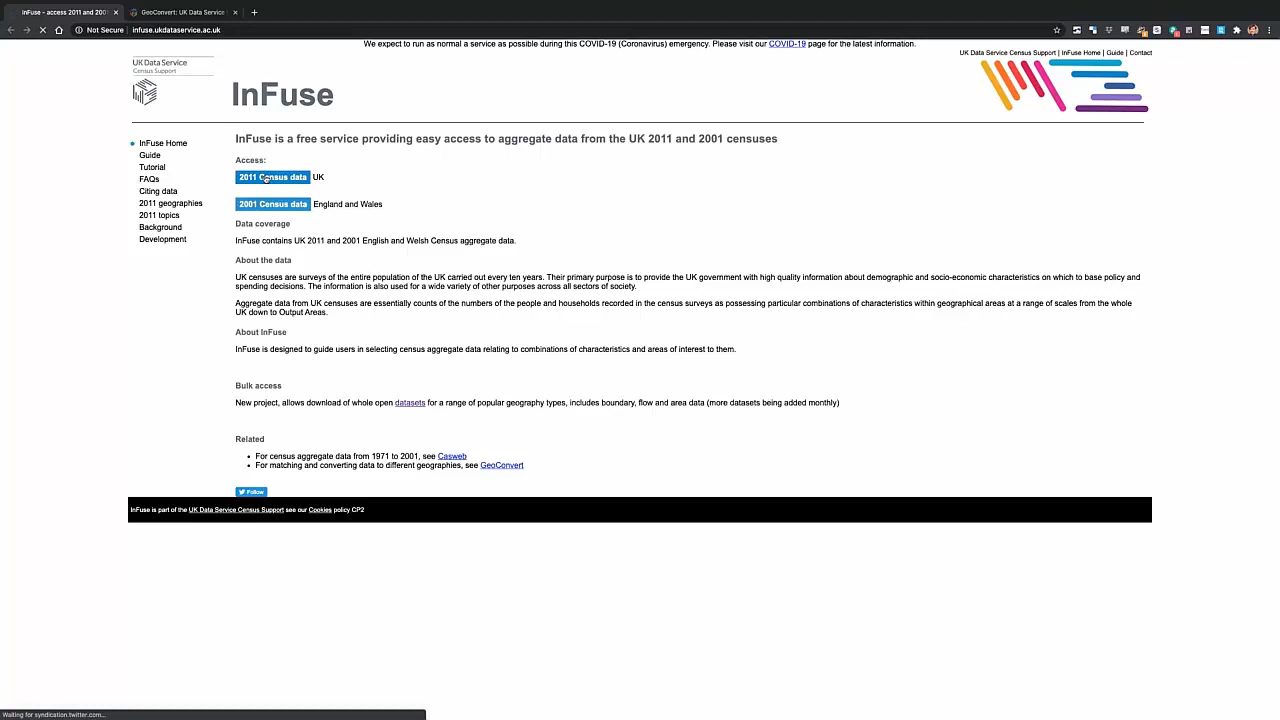 InFuse - access 2011 and 200
GeoConvert: UK Data Service
Not Secure
infuse.ukdataservice.ac.uk
We expect to run as normal a service as possible during this COVID-19 (Coronavirus) emergency. Please visit our COVID-19 page for the latest information.
UK Data Service Census Support | InFuse Home | Guide | Contact
UK Data Service
Census Support
InFuse
InFuse is a free service providing easy access to aggregate data from the UK 2011 and 2001 censuses
InFuse Home
Guide
Tutorial
FAQs
Citing data
2011 geographies
2011 topics
Background
Development
Access:
2011 Census data UK
2001 Census data England and Wales
Data coverage
InFuse contains UK 2011 and 2001 English and Welsh Census aggregate data.
About the data
UK censuses are surveys of the entire population of the UK carried out every ten years. Their primary purpose is to provide the UK government with high quality information about demographic and socio-economic characteristics on which to base policy and
spending decisions. The information is also used for a wide variety of other purposes across all sectors of society.
Aggregate data from UK censuses are essentially counts of the numbers of the people and households recorded in the census surveys as possessing particular combinations of characteristics within geographical areas at a range of scales from the whole
UK down to Output Areas.
About InFuse
InFuse is designed to guide users in selecting census aggregate data relating to combinations of characteristics and areas of interest to them.
Bulk access
New project, allows download of whole open datasets for a range of popular geography types, includes boundary, flow and area data (more datasets being added monthly)
Related
For census aggregate data from 1971 to 2001, see Casweb
For matching and converting data to different geographies, see GeoConvert
Follow
InFuse is part of the UK Data Service Census Support see our Cookies policy CP2
Waiting for syndication.twitter.com...